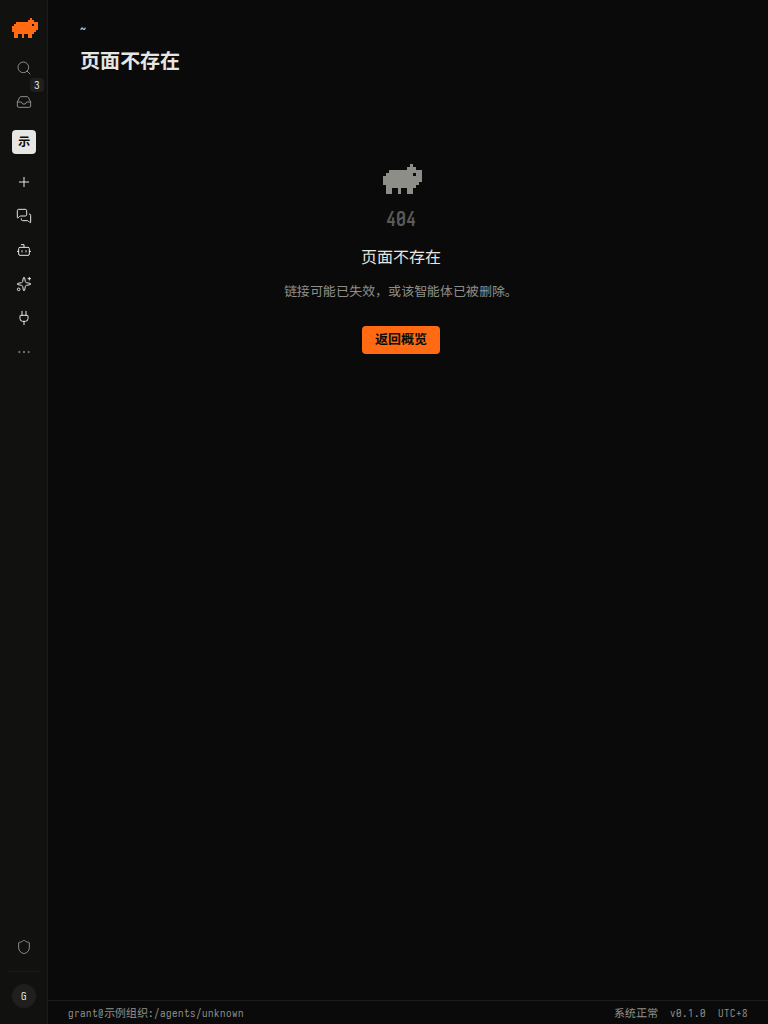 ~
页面不存在
3
示
404
页面不存在
链接可能已失效，或该智能体已被删除。
返回概览
G
grant@示例组织:/agents/unknown
系统正常 v0.1.0 UTC+8